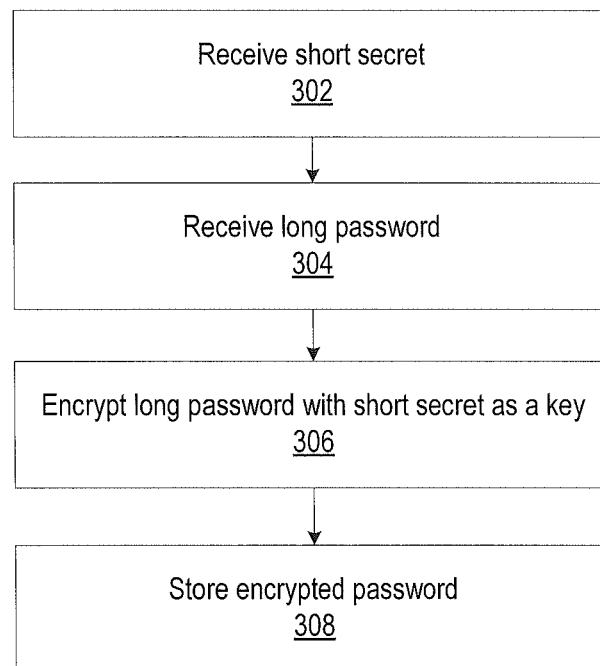 Receive short secret
302
Receive long password
304
Encrypt long password with short secret as a key
306
Store encrypted password
308